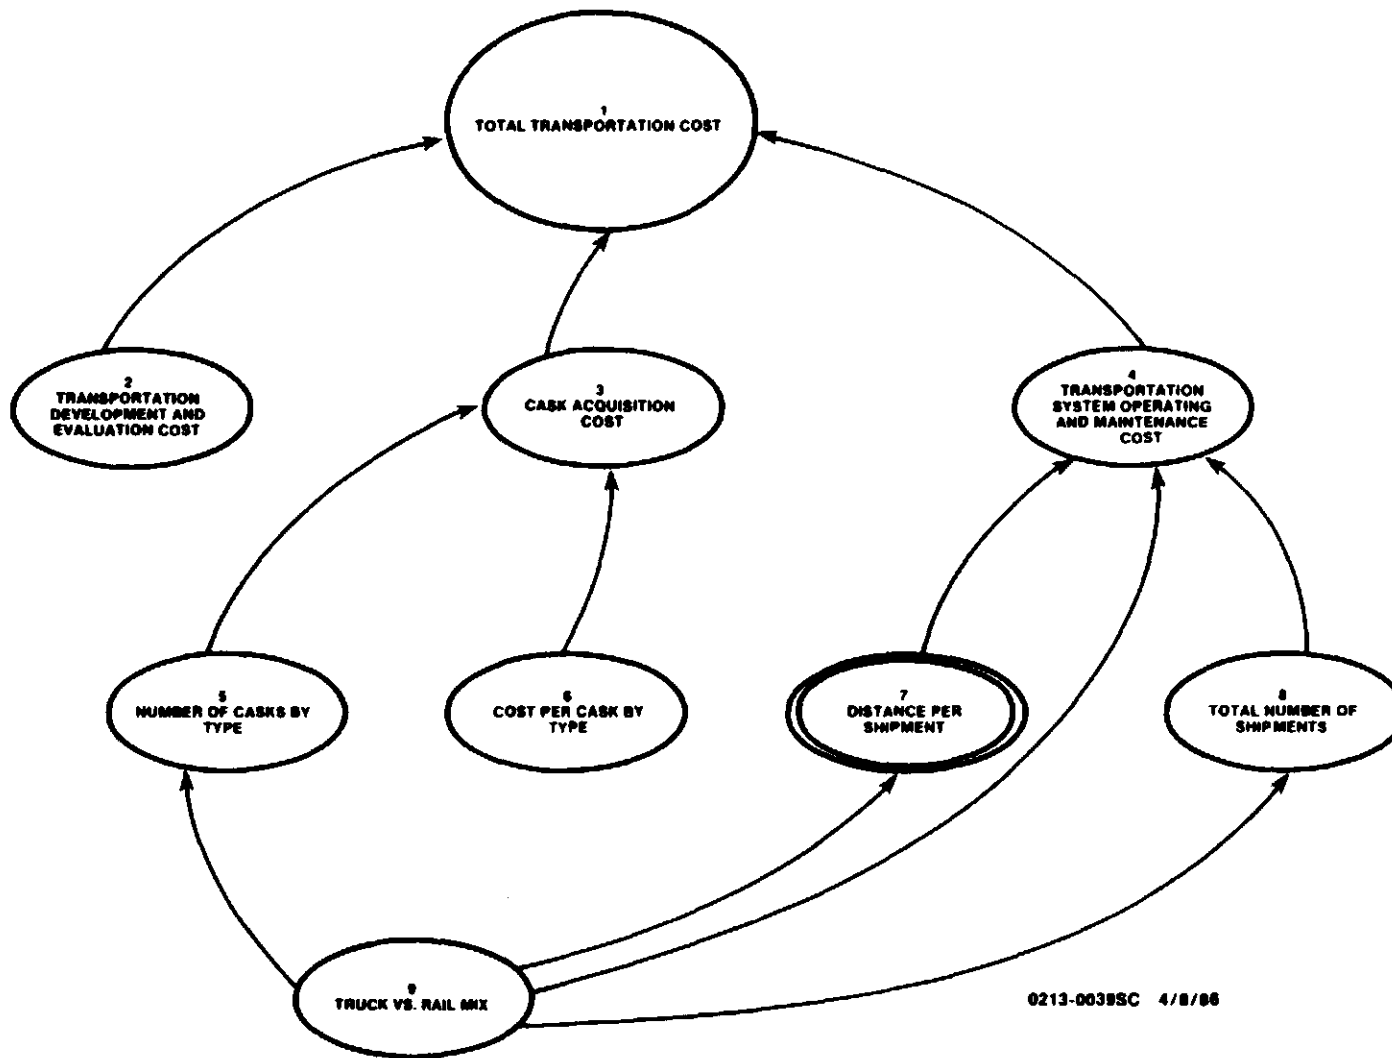 1
TOTAL TRANSPORTATION COST
2
TRANSPORTATION
DEVELOPMENT AND
EVALUATION COST
3
CASK ACQUISITION
COST
4
TRANSPORTATION
SYSTEM OPERATING
AND MAINTENANCE
COST
5
NUMBER OF CASKS BY
TYPE
6
COST PER CASK BY
TYPE
7
DISTANCE PER
SHIPMENT
8
TOTAL NUMBER OF
SHIPMENTS
9
TRUCK VS. RAIL MIX
0213-0039SC 4/8/86